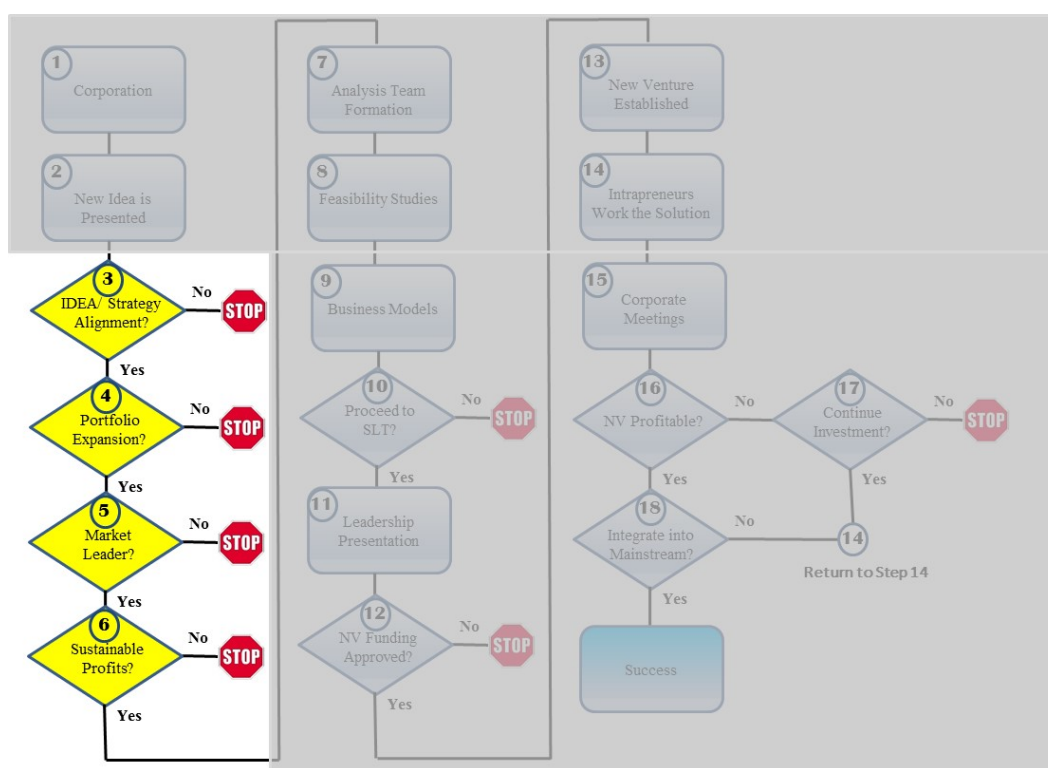 1
Corporation
2
New Idea is
Presented
3
IDEA/ Strategy
Alignment?
No
STOP
Yes
4
Portfolio
Expansion?
No
STOP
Yes
5
Market
Leader?
No
STOP
Yes
6
Sustainable
Profits?
No
STOP
Yes
7
Analysis Team
Formation
8
Feasibility Studies
9
Business Models
10
Proceed to
SLT?
No
STOP
Yes
11
Leadership
Presentation
12
NV Funding
Approved?
No
STOP
Yes
13
New Venture
Established
14
Intrapreneurs
Work the Solution
15
Corporate
Meetings
16
NV Profitable?
No
Yes
17
Continue
Investment?
No
STOP
Yes
18
Integrate into
Mainstream?
No
14
Return to Step 14
Yes
Success